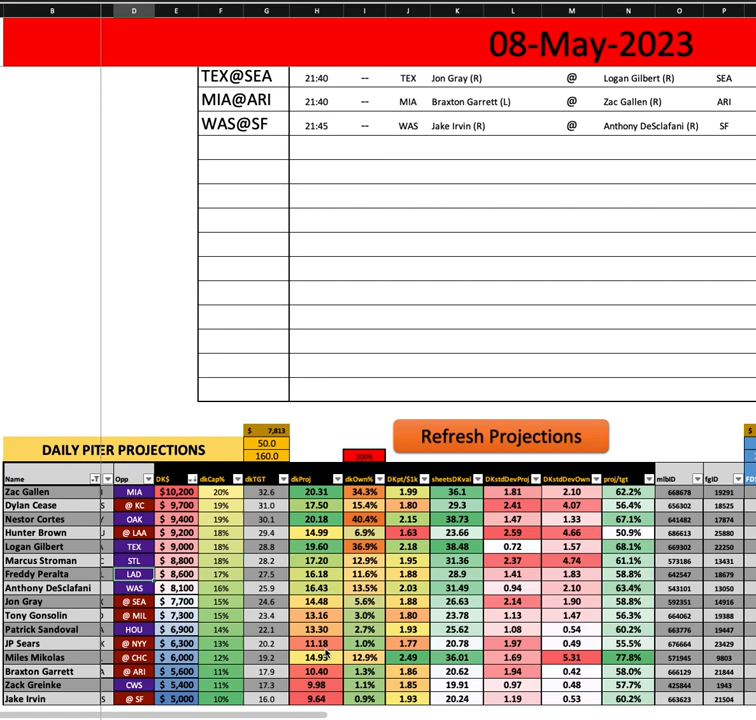 B D E F G H I J K L M N O P
08-May-2023
TEX@SEA 21:40 -- TEX Jon Gray (R) @ Logan Gilbert (R) SEA
MIA@ARI 21:40 -- MIA Braxton Garrett (L) @ Zac Gallen (R) ARI
WAS@SF 21:45 -- WAS Jake Irvin (R) @ Anthony DeSclafani (R) SF
$ 7,813 $
DAILY PITER PROJECTIONS 50.0 Refresh Projections
160.0 200%
Name Opp DK$ dkCap% dkTGT dkProj dkOwn% DKpt/$1k sheetsDKval DKstdDevProj DKstdDevOwn proj/tgt mlbID fgID FD$
Zac Gallen MIA $10,200 20% 32.6 20.31 34.3% 1.99 36.1 1.81 2.10 62.2% 668678 19291
Dylan Cease S @ KC $ 9,700 19% 31.0 17.50 15.4% 1.80 29.3 2.41 4.07 56.4% 656302 18525
Nestor Cortes / OAK $ 9,400 19% 30.1 20.18 40.4% 2.15 38.73 1.47 1.33 67.1% 641482 17874
Hunter Brown U @ LAA $ 9,200 18% 29.4 14.99 6.9% 1.63 23.66 2.59 4.66 50.9% 686613 25880
Logan Gilbert TEX $ 9,000 18% 28.8 19.60 36.9% 2.18 38.48 0.72 1.57 68.1% 669302 22250
Marcus Stroman STL $ 8,800 18% 28.2 17.20 12.9% 1.95 31.36 2.37 4.74 61.1% 573186 13431
Freddy Peralta LAD $ 8,600 17% 27.5 16.18 11.6% 1.88 28.9 1.41 1.83 58.8% 642547 18679
Anthony DeSclafani WAS $ 8,100 16% 25.9 16.43 13.5% 2.03 31.49 0.94 2.10 63.4% 543101 13050
Jon Gray @ SEA $ 7,700 15% 24.6 14.48 5.6% 1.88 26.63 2.14 1.90 58.8% 592351 14916
Tony Gonsolin @ MIL $ 7,300 15% 23.4 13.16 3.0% 1.80 23.78 1.13 1.47 56.3% 664062 19388
Patrick Sandoval HOU $ 6,900 14% 22.1 13.30 2.7% 1.93 25.62 1.08 0.54 60.2% 663776 19447
JP Sears K @ NYY $ 6,300 13% 20.2 11.18 1.0% 1.77 20.78 1.97 0.49 55.5% 676664 23429
Miles Mikolas @ CHC $ 6,000 12% 19.2 14.93 12.9% 2.49 36.01 1.69 5.31 77.8% 571945 9803
Braxton Garrett @ ARI $ 5,600 11% 17.9 10.40 1.3% 1.86 20.62 1.94 0.42 58.0% 666129 21844
Zack Greinke CWS $ 5,400 11% 17.3 9.98 1.1% 1.85 19.91 0.97 0.48 57.7% 425844 1943
Jake Irvin S @ SF $ 5,000 10% 16.0 9.64 0.9% 1.93 20.24 1.19 0.53 60.2% 663623 21504